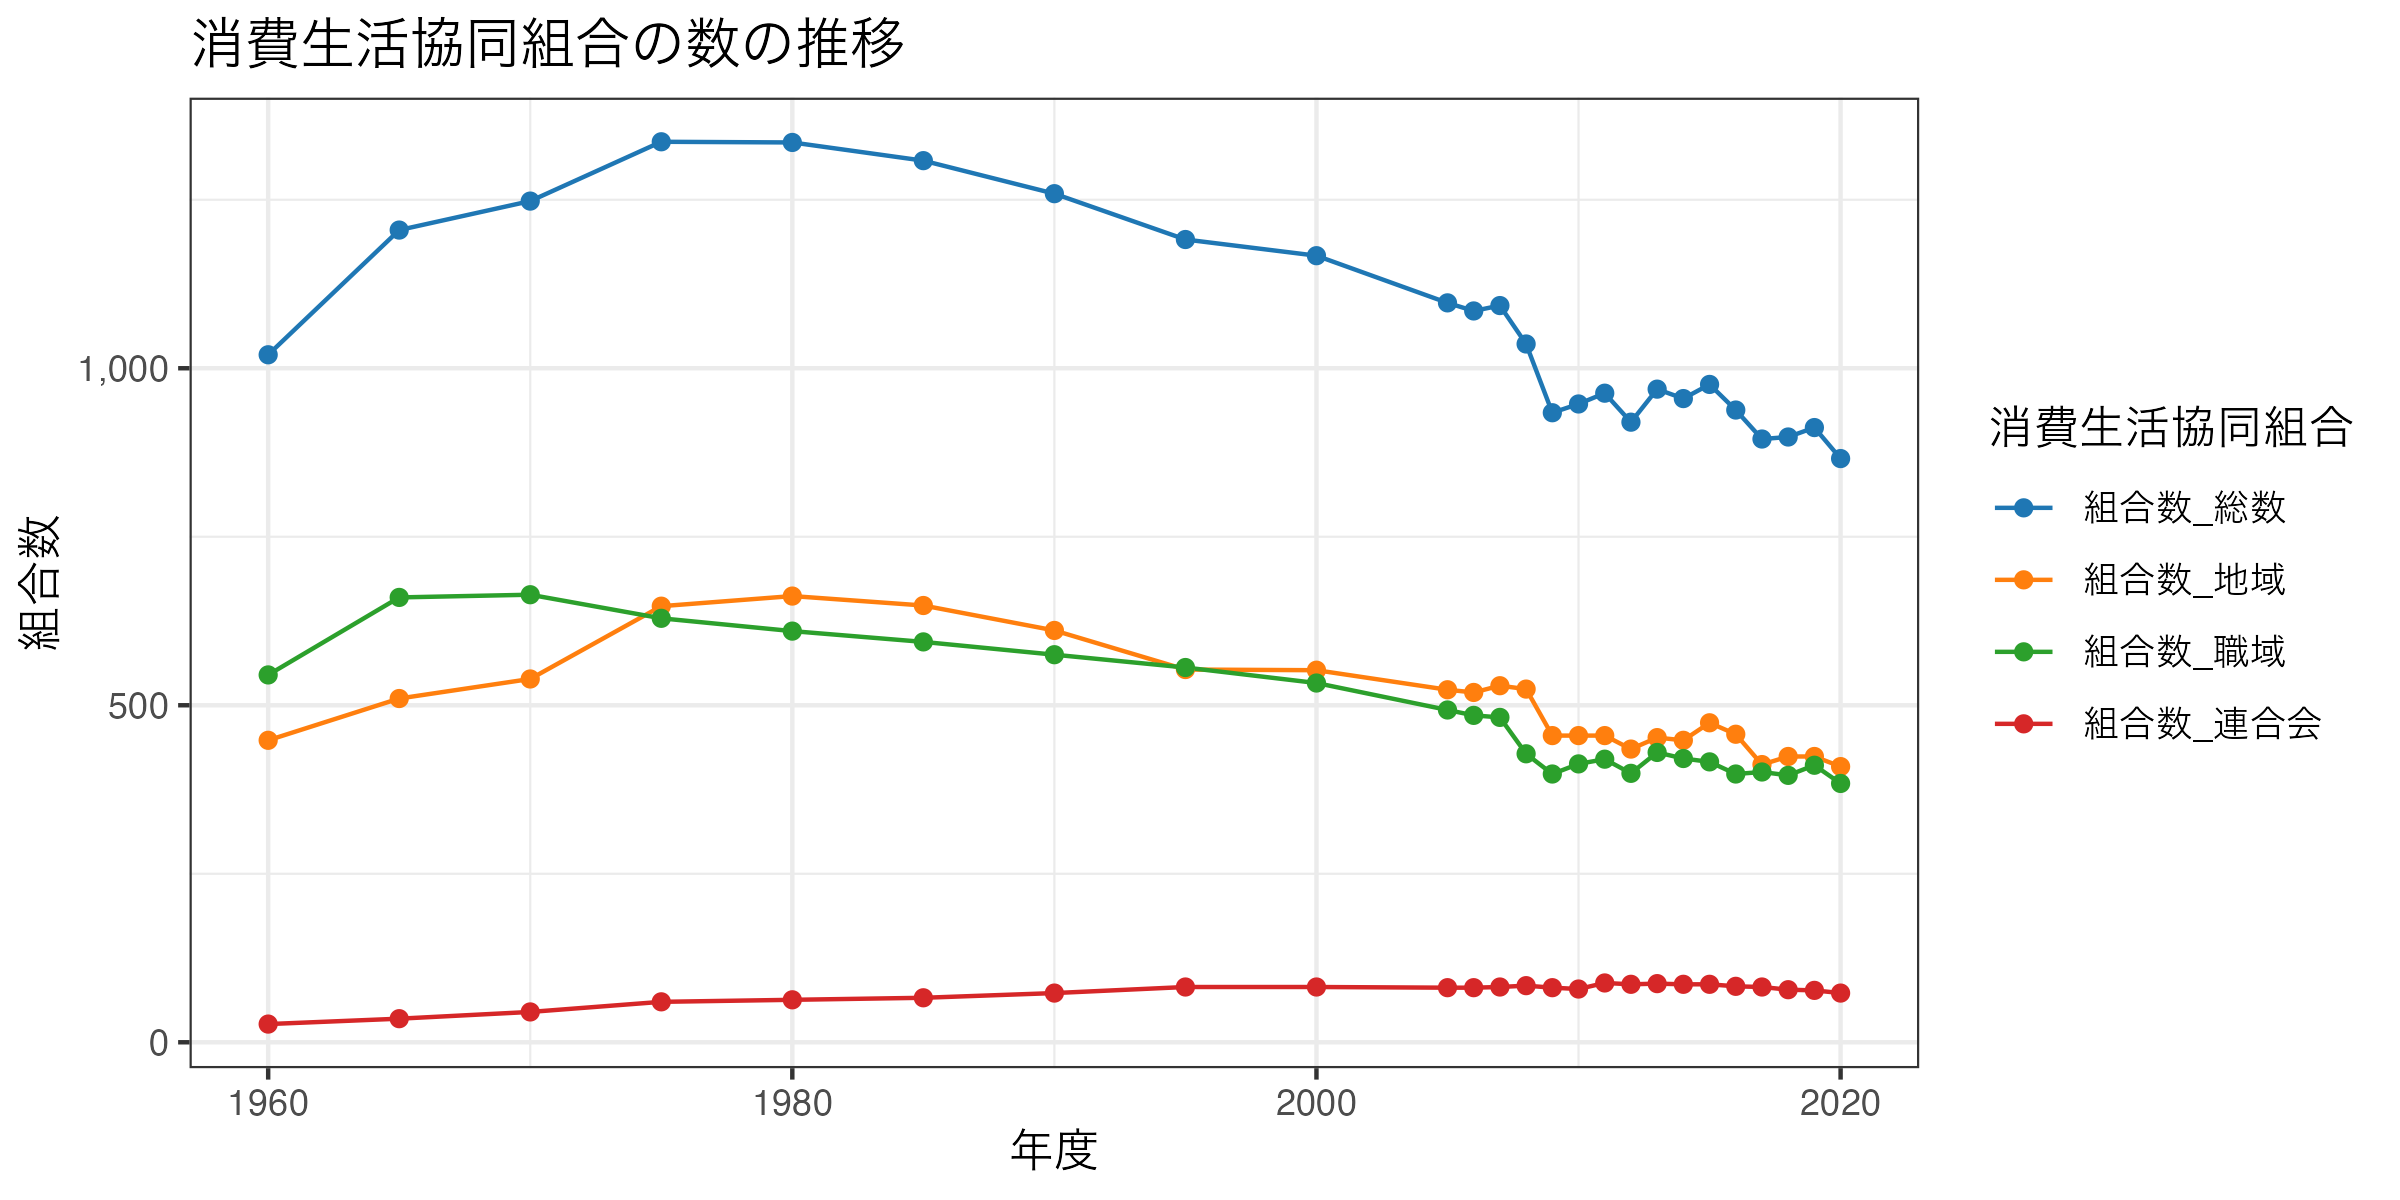 消費生活協同組合の数の推移
組合数
1,000
500
0
1960
1980
2000
2020
年度
消費生活協同組合
組合数_総数
組合数_地域
組合数_職域
組合数_連合会